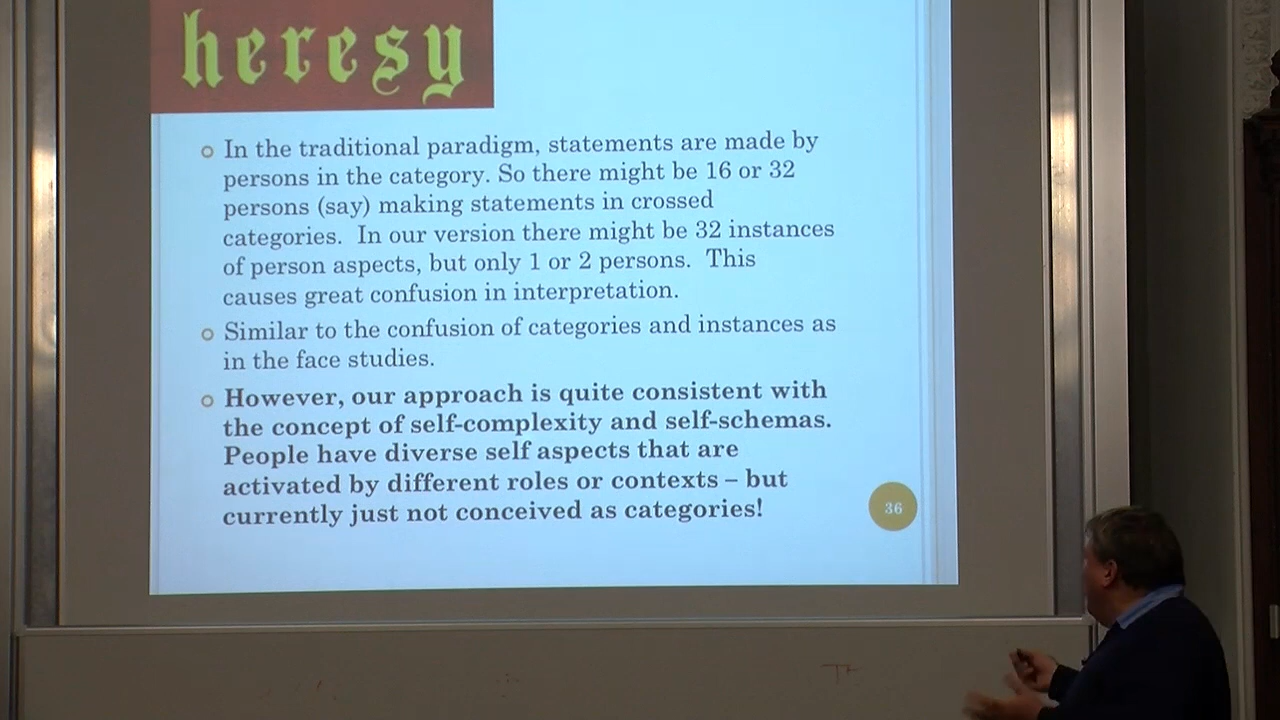 heresy
In the traditional paradigm, statements are made by
persons in the category. So there might be 16 or 32
persons (say) making statements in crossed
categories.  In our version there might be 32 instances
of person aspects, but only 1 or 2 persons.  This
causes great confusion in interpretation.
Similar to the confusion of categories and instances as
in the face studies.
However, our approach is quite consistent with
the concept of self-complexity and self-schemas.
People have diverse self aspects that are
activated by different roles or contexts – but
currently just not conceived as categories!
36